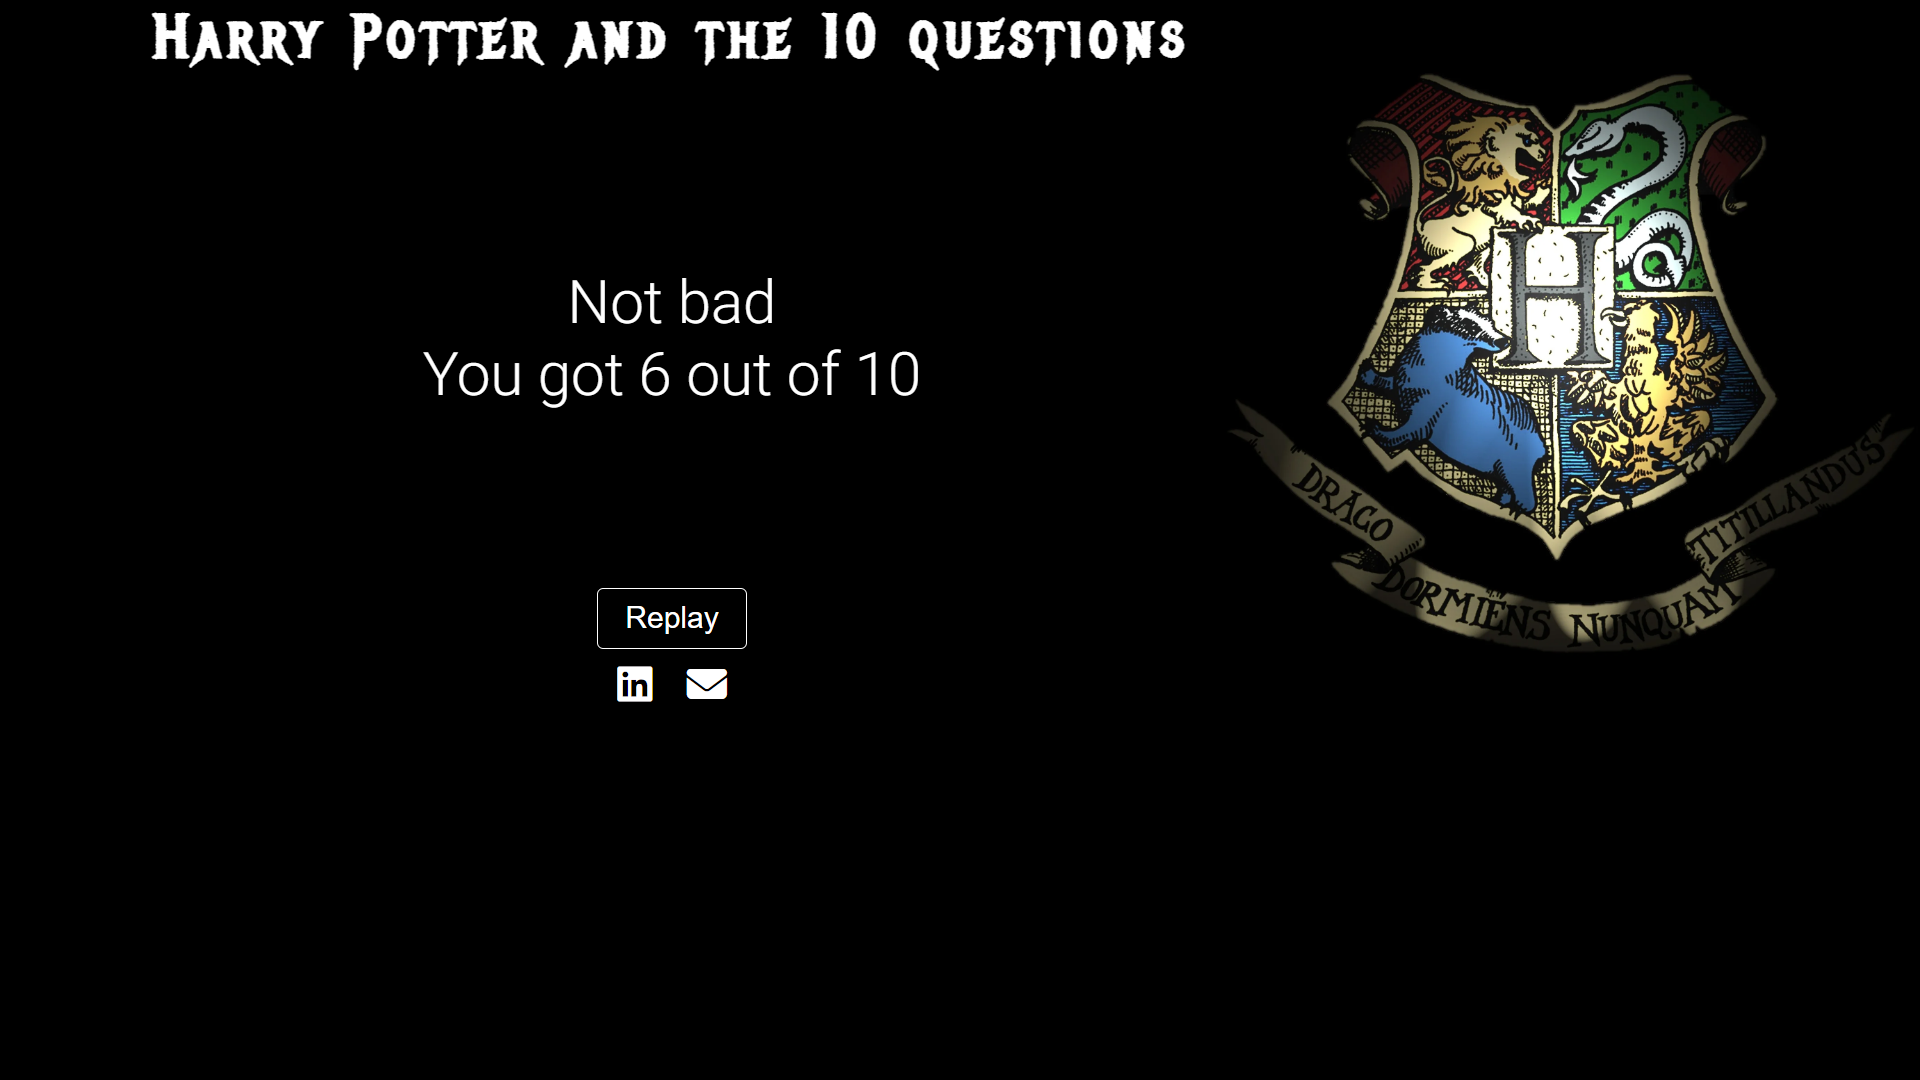 Harry Potter and the 10 questions
Not bad
You got 6 out of 10
Replay
in
H
DRACO
DORMIENS NUNQUAM
TITILLANDUS